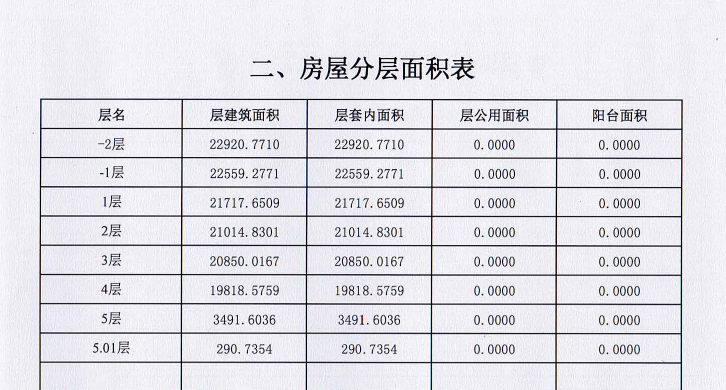 二、房屋分层面积表
层名 层建筑面积 层套内面积 层公用面积 阳台面积
-2层 22920.7710 22920.7710 0.0000 0.0000
-1层 22559.2771 22559.2771 0.0000 0.0000
1层 21717.6509 21717.6509 0.0000 0.0000
2层 21014.8301 21014.8301 0.0000 0.0000
3层 20850.0167 20850.0167 0.0000 0.0000
4层 19818.5759 19818.5759 0.0000 0.0000
5层 3491.6036 3491.6036 0.0000 0.0000
5.01层 290.7354 290.7354 0.0000 0.0000